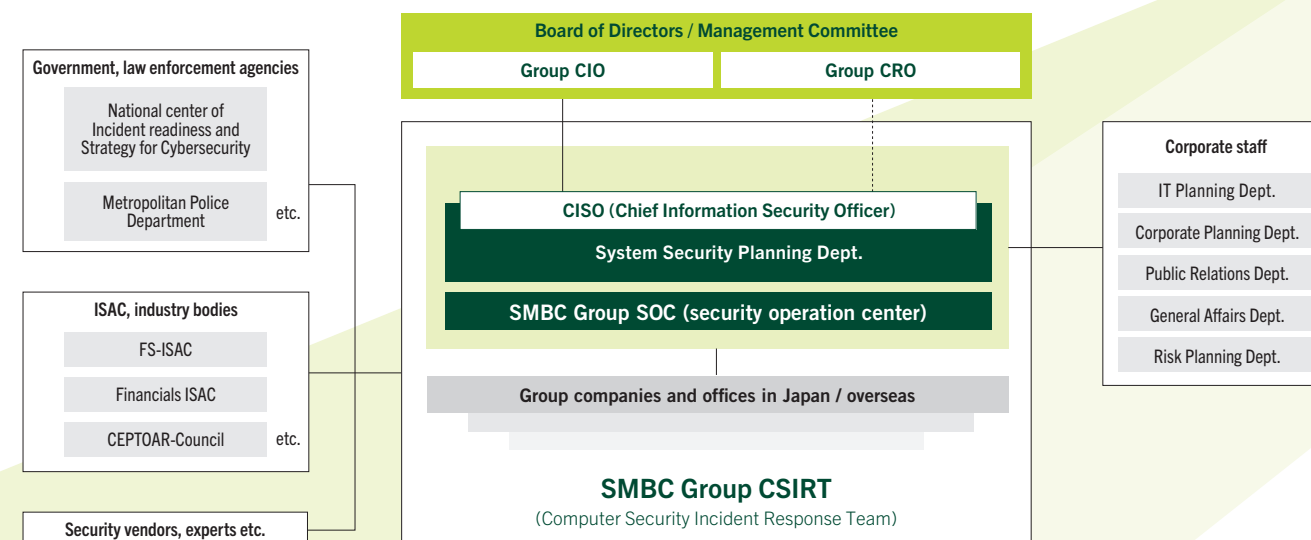 Board of Directors / Management Committee
Group CIO
Group CRO
Government, law enforcement agencies
National center of
Incident readiness and
Strategy for Cybersecurity
Metropolitan Police
Department
etc.
ISAC, industry bodies
FS-ISAC
Financials ISAC
CEPTOAR-Council
etc.
Security vendors, experts etc.
CISO (Chief Information Security Officer)
System Security Planning Dept.
SMBC Group SOC (security operation center)
Group companies and offices in Japan / overseas
SMBC Group CSIRT
(Computer Security Incident Response Team)
Corporate staff
IT Planning Dept.
Corporate Planning Dept.
Public Relations Dept.
General Affairs Dept.
Risk Planning Dept.